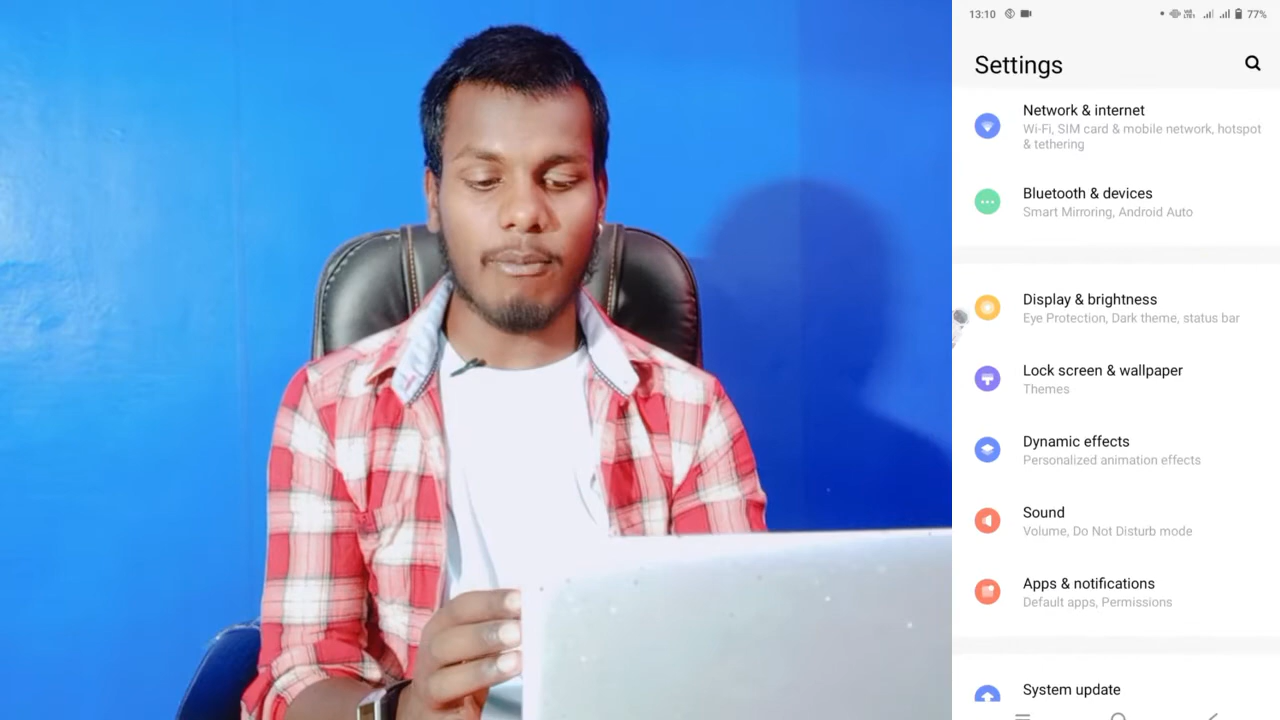 13:10
77%
Settings
Network & internet
Wi-Fi, SIM card & mobile network, hotspot
& tethering
Bluetooth & devices
Smart Mirroring, Android Auto
Display & brightness
Eye Protection, Dark theme, status bar
Lock screen & wallpaper
Themes
Dynamic effects
Personalized animation effects
Sound
Volume, Do Not Disturb mode
Apps & notifications
Default apps, Permissions
System update